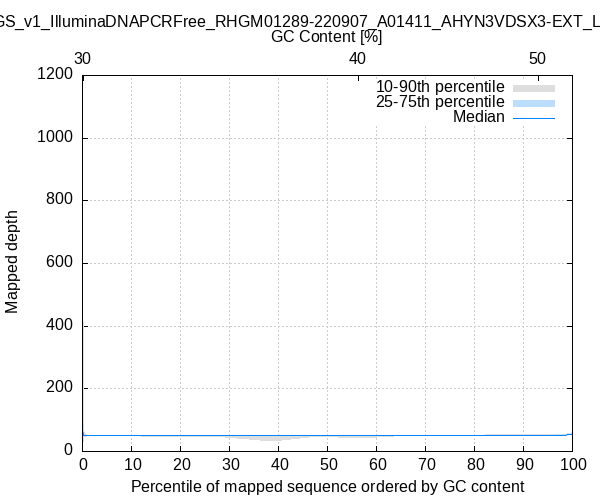 GS_v1_IlluminaDNAPCRFree_RHGM01289-220907_A01411_AHYN3VDSX3-EXT_L
GC Content [%]
30 40 50
1200
1000
800
600
400
200
0
Mapped depth
10-90th percentile
25-75th percentile
Median
0 10 20 30 40 50 60 70 80 90 100
Percentile of mapped sequence ordered by GC content